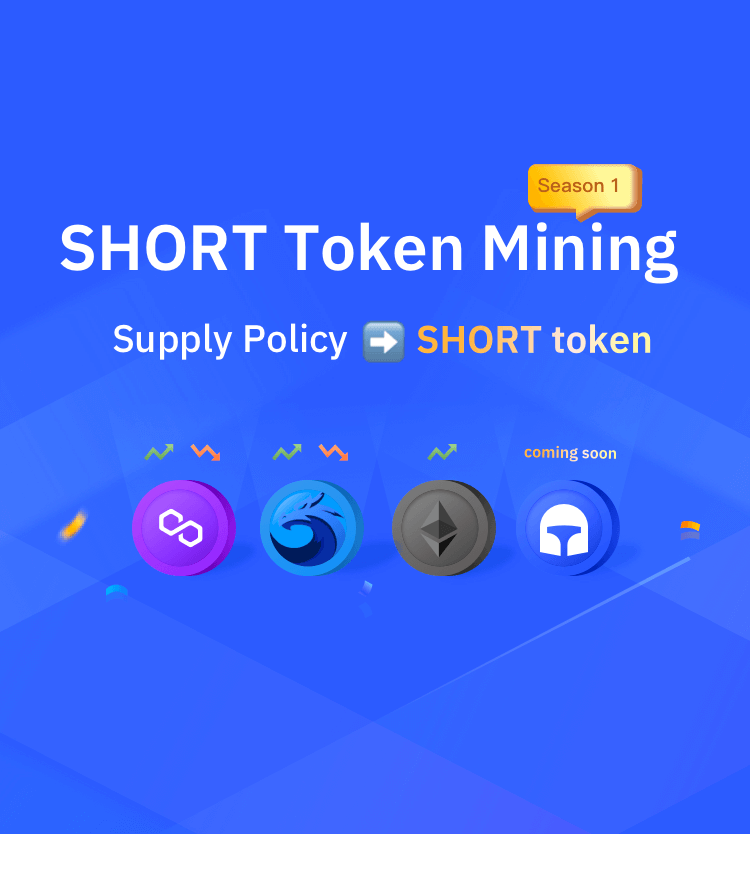 Season 1
SHORT Token Mining
Supply Policy ➡️ SHORT token
coming soon